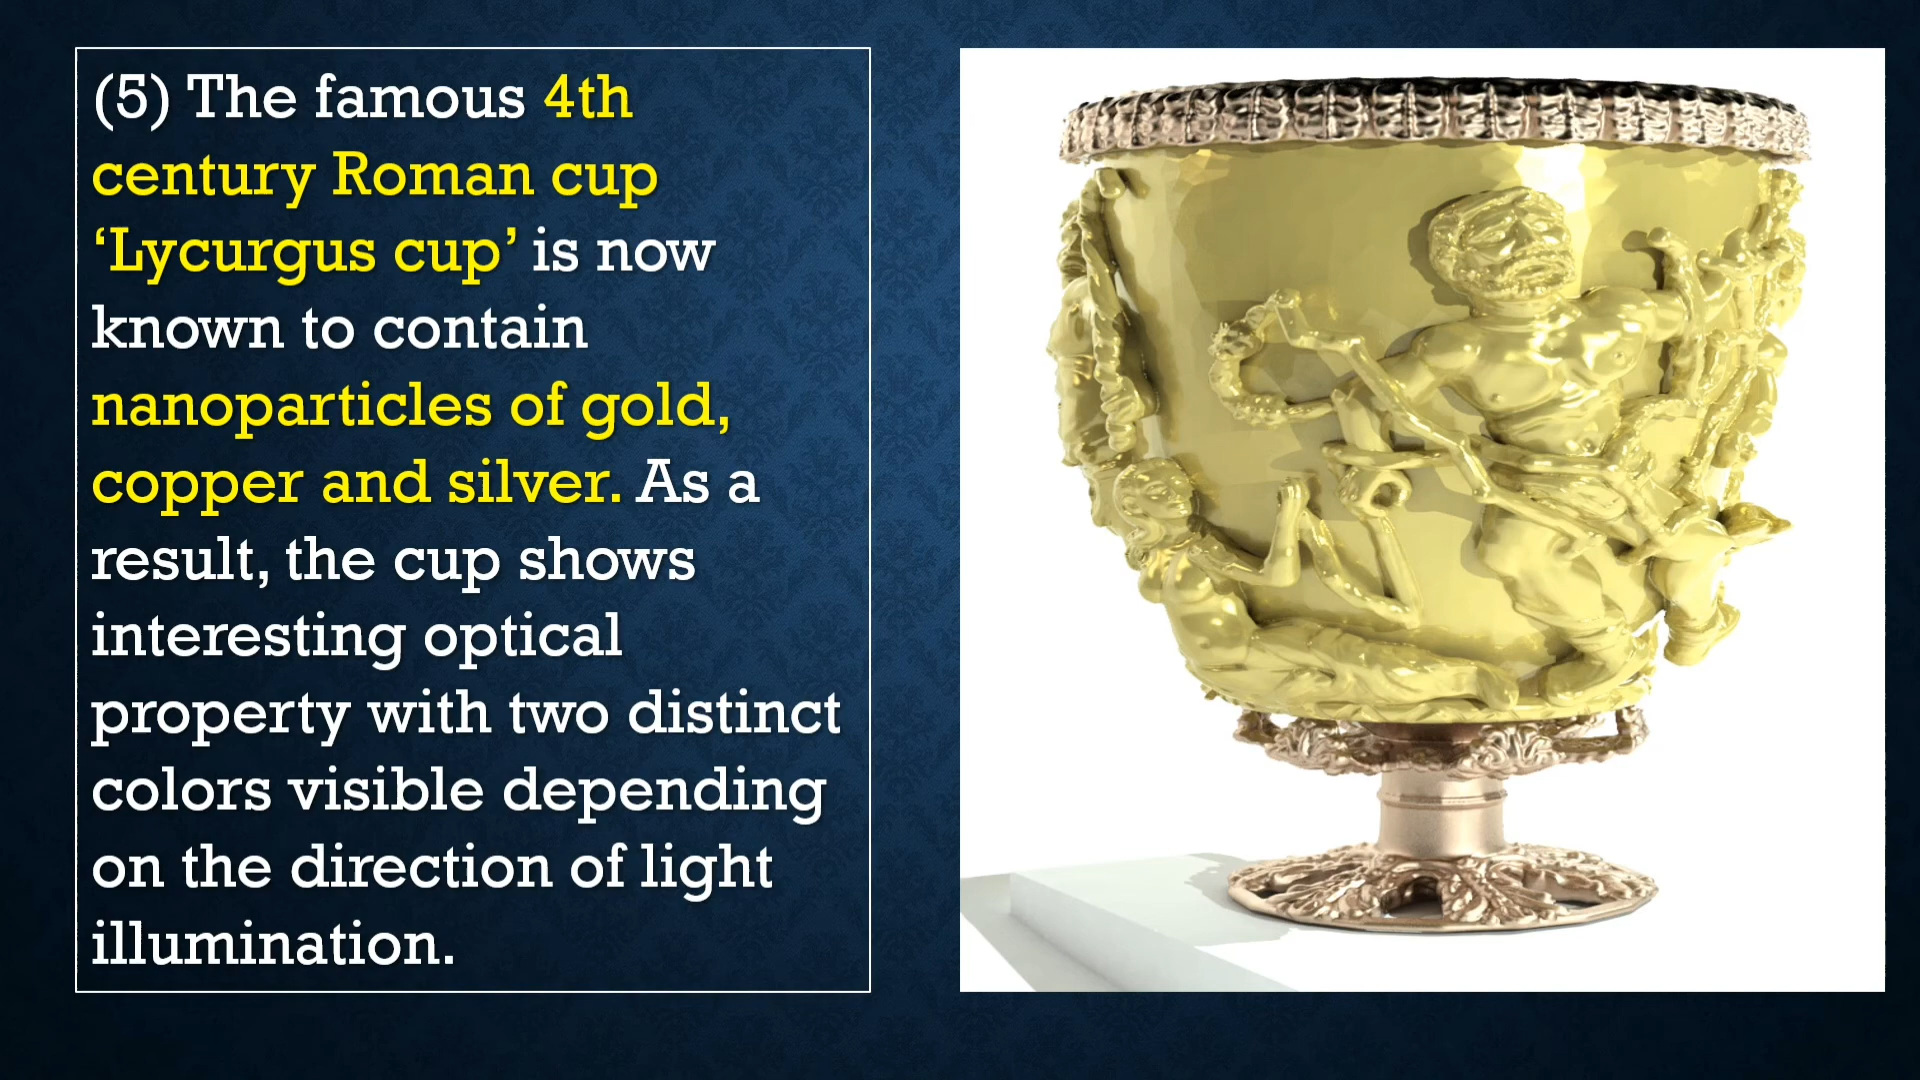 (5) The famous 4th
century Roman cup
‘Lycurgus cup’ is now
known to contain
nanoparticles of gold,
copper and silver. As a
result, the cup shows
interesting optical
property with two distinct
colors visible depending
on the direction of light
illumination.